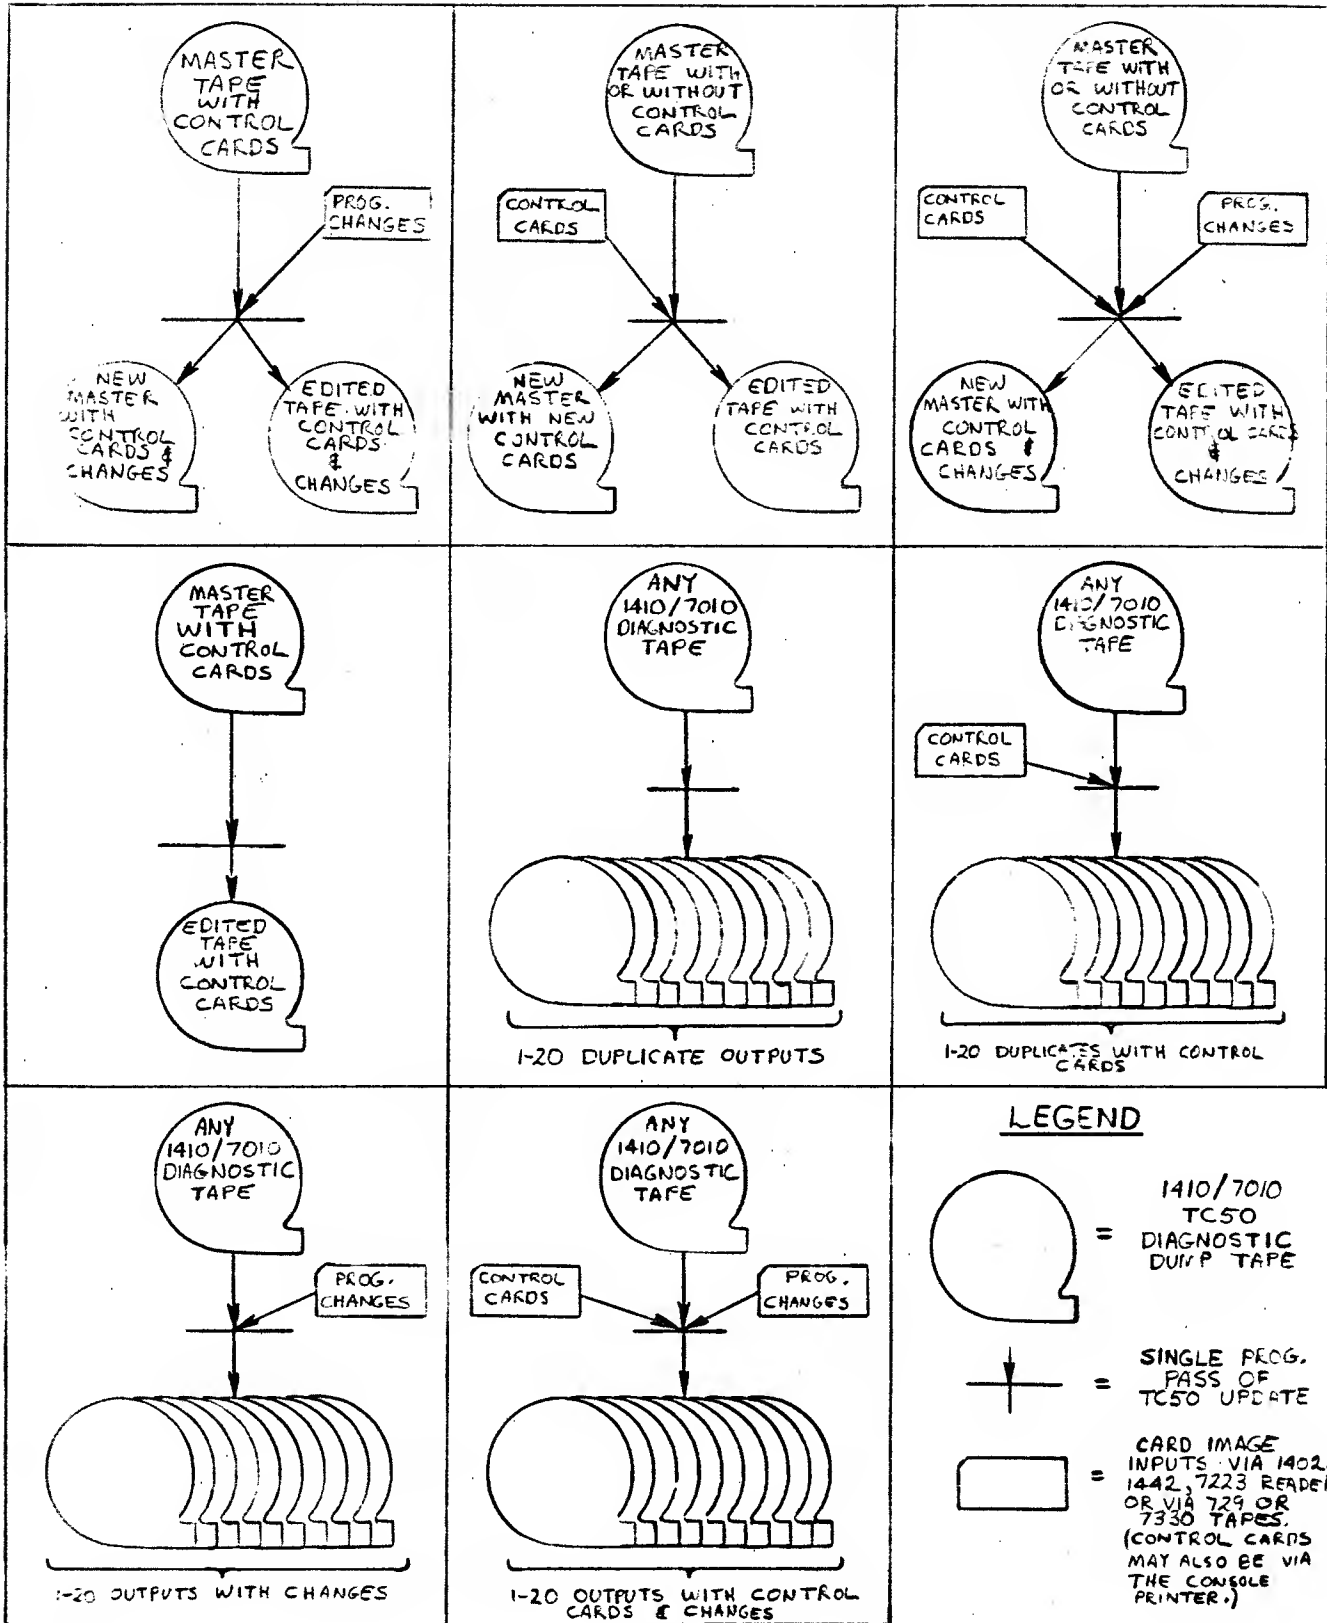 MASTER
TAPE
WITH
CONTROL
CARDS
PROG.
CHANGES
NEW
MASTER
WITH
CONTROL
CARDS &
CHANGES
EDITED
TAPE WITH
CONTROL
CARDS
&
CHANGES
MASTER
TAPE WITH
OR WITHOUT
CONTROL
CARDS
CONTROL
CARDS
NEW
MASTER
WITH NEW
CONTROL
CARDS
EDITED
TAPE WITH
CONTROL
CARDS
MASTER
TAPE WITH
OR WITHOUT
CONTROL
CARDS
CONTROL
CARDS
PROG.
CHANGES
NEW
MASTER WITH
CONTROL
CARDS &
CHANGES
EDITED
TAPE WITH
CONTROL CARDS
&
CHANGES
MASTER
TAPE
WITH
CONTROL
CARDS
EDITED
TAPE
WITH
CONTROL
CARDS
ANY
1410/7010
DIAGNOSTIC
TAPE
1-20 DUPLICATE OUTPUTS
ANY
1410/7010
DIAGNOSTIC
TAPE
CONTROL
CARDS
1-20 DUPLICATES WITH CONTROL
CARDS
ANY
1410/7010
DIAGNOSTIC
TAPE
PROG.
CHANGES
1-20 OUTPUTS WITH CHANGES
ANY
1410/7010
DIAGNOSTIC
TAPE
CONTROL
CARDS
PROG.
CHANGES
1-20 OUTPUTS WITH CONTROL
CARDS & CHANGES
LEGEND
=
1410/7010
TC50
DIAGNOSTIC
DUMP TAPE
=
SINGLE PROG.
PASS OF
TC50 UPDATE
=
CARD IMAGE
INPUTS VIA 1402
1442, 7223 READER
OR VIA 729 OR
7330 TAPES.
(CONTROL CARDS
MAY ALSO BE VIA
THE CONSOLE
PRINTER.)